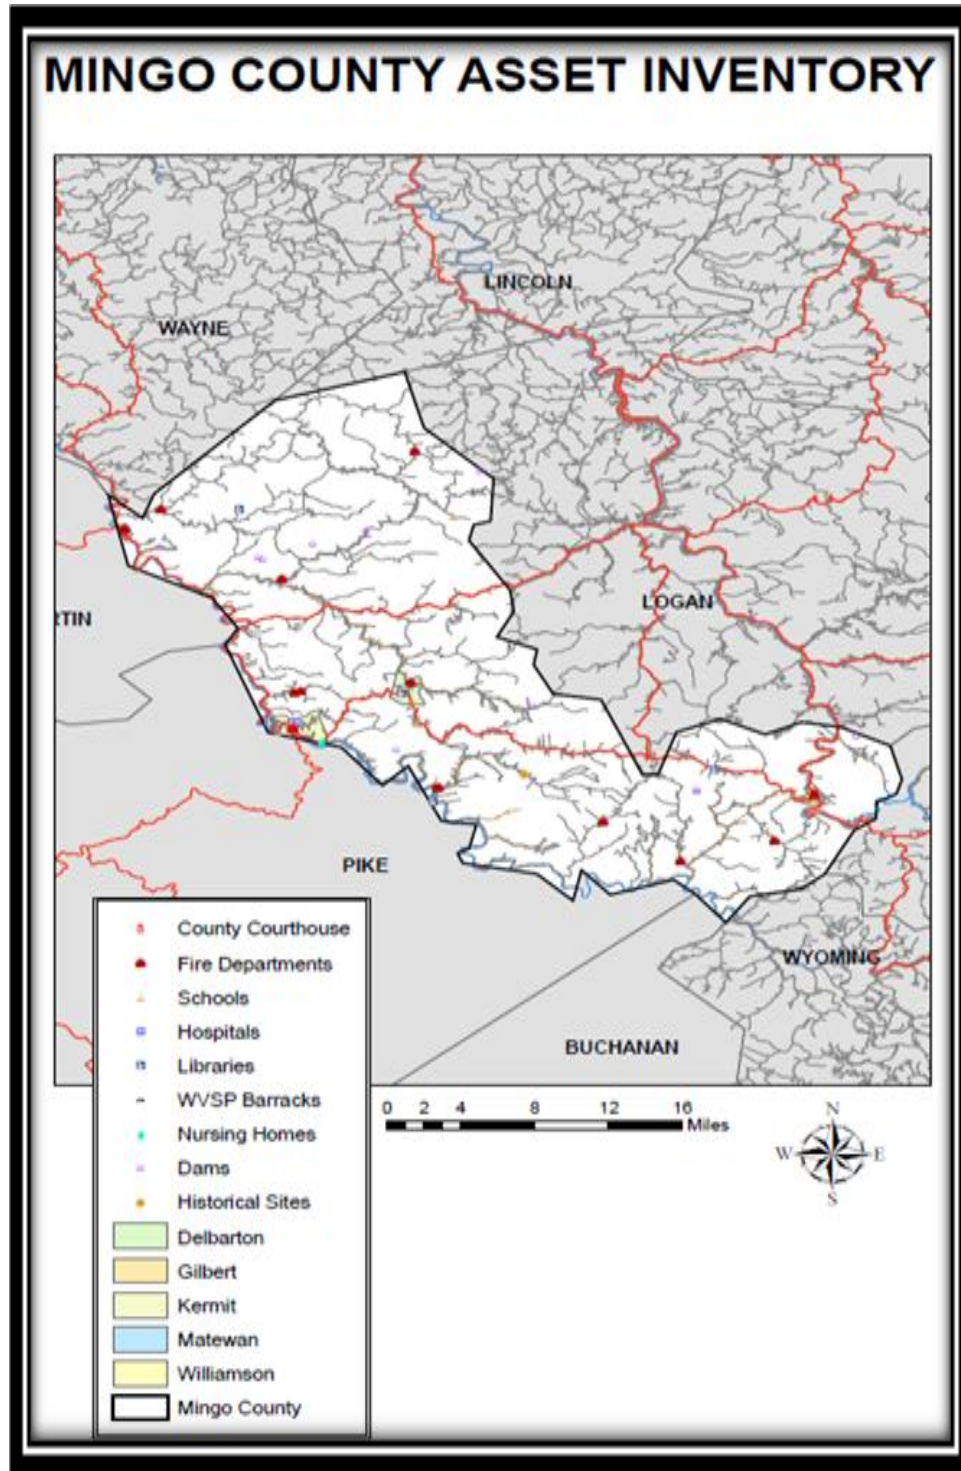 MINGO COUNTY ASSET INVENTORY
LINCOLN
WAYNE
LOGAN
RTIN
PIKE
WYOMING
BUCHANAN
County Courthouse
Fire Departments
Schools
Hospitals
Libraries
WVSP Barracks
Nursing Homes
Dams
Historical Sites
Delbarton
Gilbert
Kermit
Matewan
Williamson
Mingo County
0 2 4 8 12 16
Miles
N
W E
S